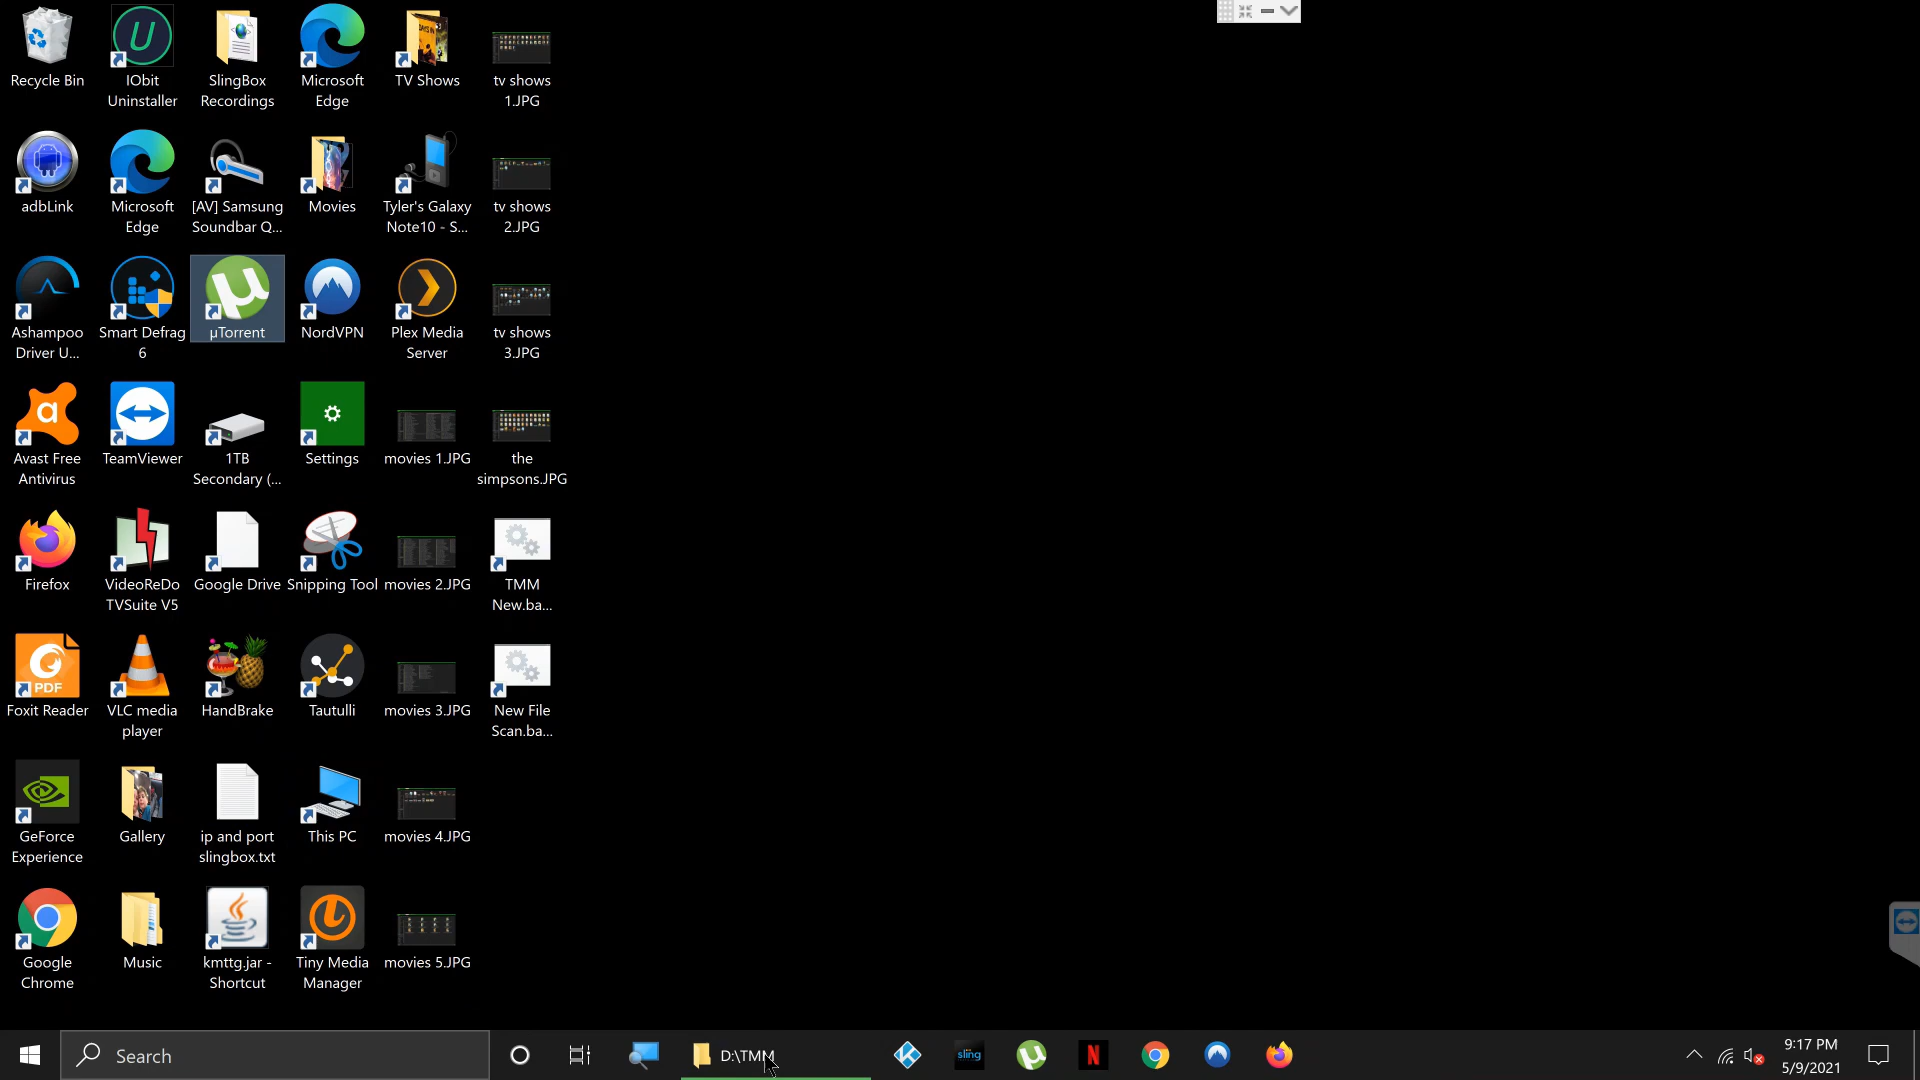 Recycle Bin
IObit
Uninstaller
SlingBox
Recordings
Microsoft
Edge
TV Shows
tv shows
1.JPG
adbLink
Microsoft
Edge
[AV] Samsung
Soundbar Q...
Movies
Tyler's Galaxy
Note10 - S...
tv shows
2.JPG
Ashampoo
Driver U...
Smart Defrag
6
µTorrent
NordVPN
Plex Media
Server
tv shows
3.JPG
Avast Free
Antivirus
TeamViewer
1TB
Secondary (...
Settings
movies 1.JPG
the
simpsons.JPG
Firefox
VideoReDo
TVSuite V5
Google Drive
Snipping Tool
movies 2.JPG
TMM
New.ba...
PDF
Foxit Reader
VLC media
player
HandBrake
Tautulli
movies 3.JPG
New File
Scan.ba...
GeForce
Experience
Gallery
ip and port
slingbox.txt
This PC
movies 4.JPG
Google
Chrome
Music
kmttg.jar -
Shortcut
Tiny Media
Manager
movies 5.JPG
Search
D:\TMM
sling
9:17 PM
5/9/2021